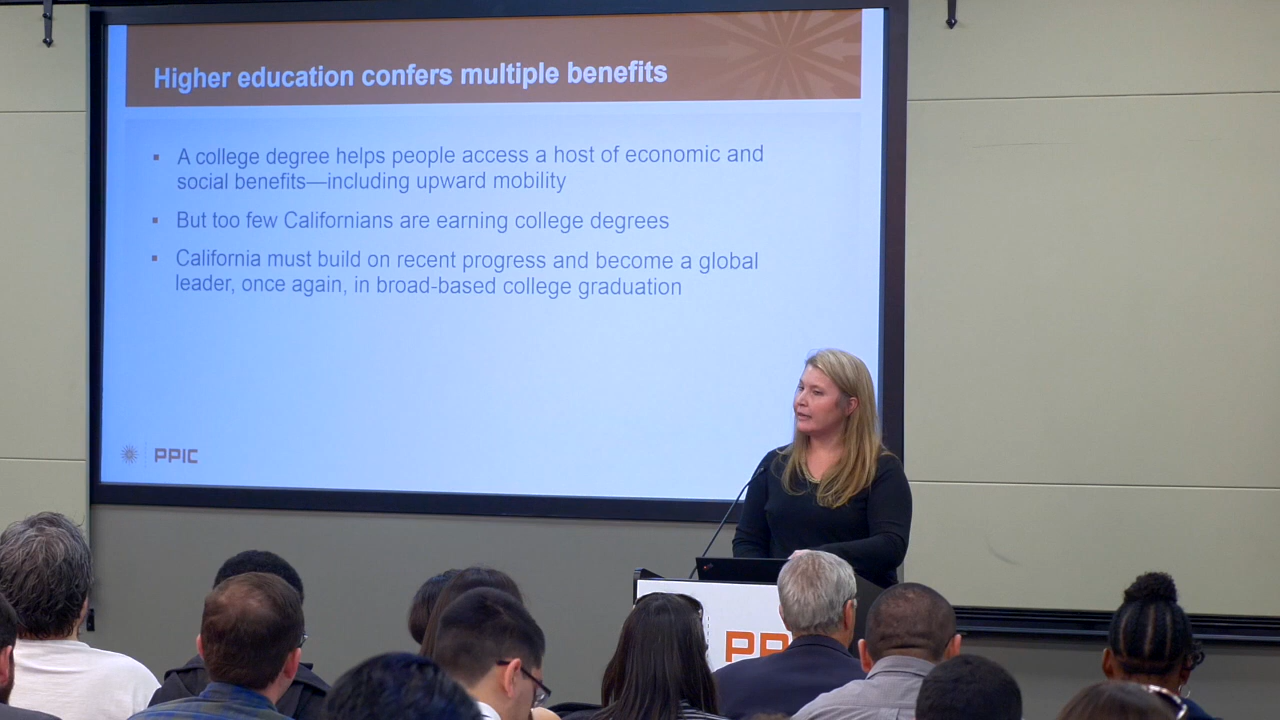 Higher education confers multiple benefits
▪ A college degree helps people access a host of economic and
social benefits—including upward mobility
▪ But too few Californians are earning college degrees
▪ California must build on recent progress and become a global
leader, once again, in broad-based college graduation
PPIC
PP